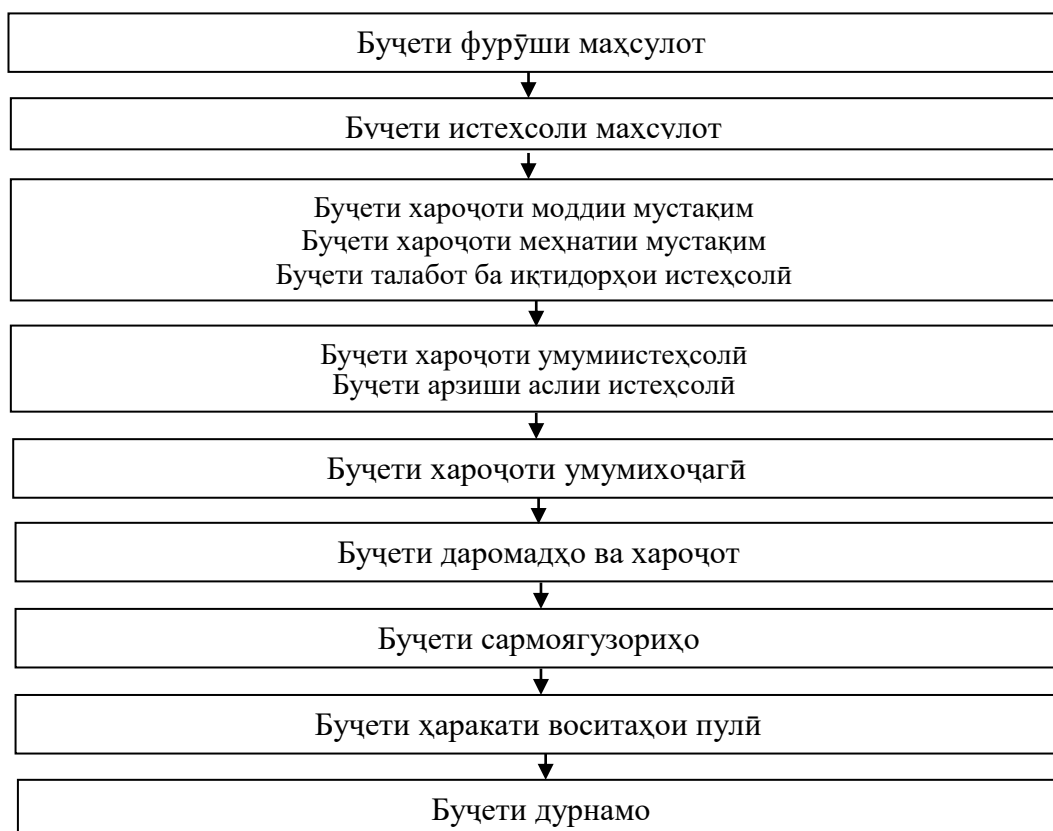 Буҷети фурӯши маҳсулот
Буҷети истеҳсоли маҳсулот
Буҷети хароҷоти моддии мустақим
Буҷети хароҷоти меҳнатии мустақим
Буҷети талабот ба иқтидорҳои истеҳсолӣ
Буҷети хароҷоти умумиистеҳсолӣ
Буҷети арзиши аслии истеҳсолӣ
Буҷети хароҷоти умумихоҷагӣ
Буҷети даромадҳо ва хароҷот
Буҷети сармоягузориҳо
Буҷети ҳаракати воситаҳои пулӣ
Буҷети дурнамо